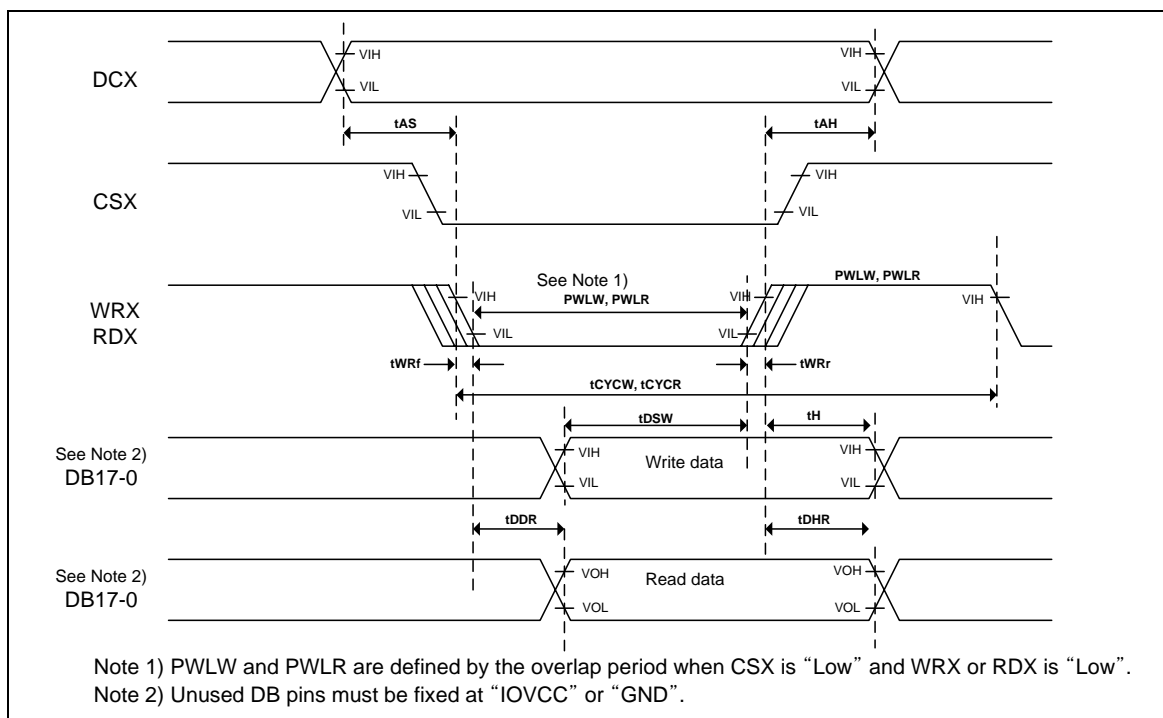 DCX
VIH
VIH
VIL
VIL
tAS
tAH
CSX
VIH
VIH
VIL
VIL
See Note 1)
PWLW, PWLR
WRX
RDX
VIH
PWLW, PWLR
VIH
VIH
VIL
VIL
tWRf
tWRr
tCYCW, tCYCR
tDSW
tH
See Note 2)
DB17-0
VIH
Write data
VIH
VIL
VIL
tDDR
tDHR
See Note 2)
DB17-0
VOH
Read data
VOH
VOL
VOL
Note 1) PWLW and PWLR are defined by the overlap period when CSX is “Low” and WRX or RDX is “Low”.
Note 2) Unused DB pins must be fixed at “IOVCC” or “GND”.